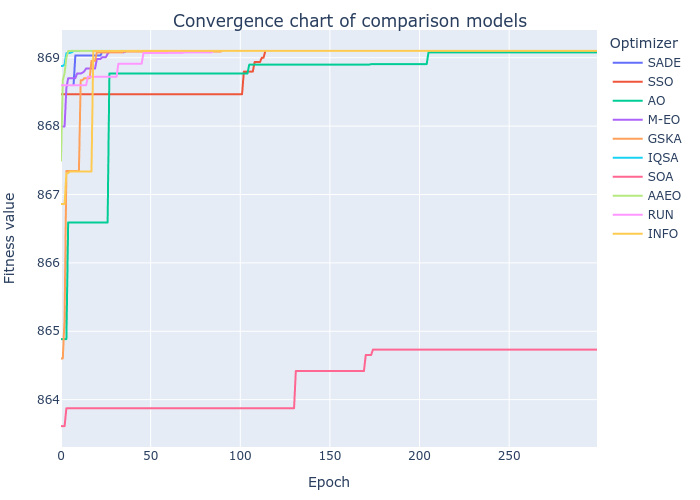 Convergence chart of comparison models
Optimizer
SADE
SSO
AO
M-EO
GSKA
IQSA
SOA
AAEO
RUN
INFO
Fitness value
869
868
867
866
865
864
0 50 100 150 200 250
Epoch